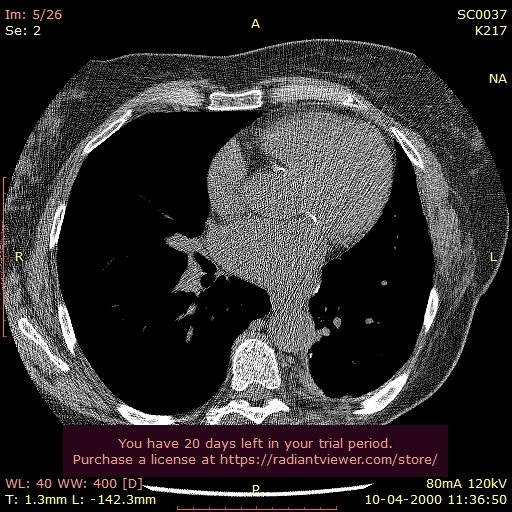 Im: 5/26
Se: 2
A
SC0037
K217
NA
R
L
You have 20 days left in your trial period.
Purchase a license at https://radiantviewer.com/store/
P
WL: 40 WW: 400 [D]
T: 1.3mm L: -142.3mm
80mA 120kV
10-04-2000 11:36:50